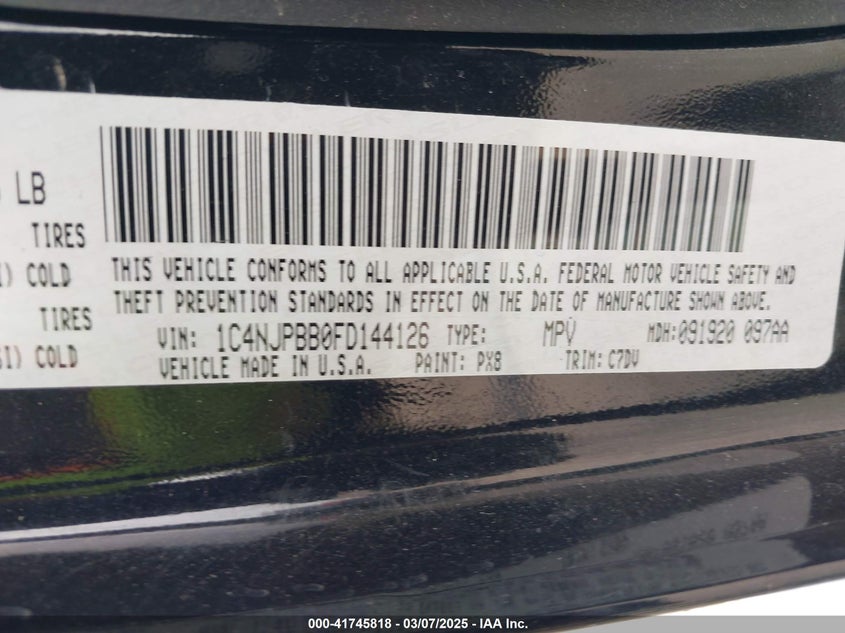 LB
TIRES
COLD
TIRES
SI) COLD
THIS VEHICLE CONFORMS TO ALL APPLICABLE U.S.A. FEDERAL MOTOR VEHICLE SAFETY AND
THEFT PREVENTION STANDARDS IN EFFECT ON THE DATE OF MANUFACTURE SHOWN ABOVE.
VIN: 1C4NJPBB0FD144126 TYPE: MPV MDH:091920 097AA
VEHICLE MADE IN U.S.A. PAINT: PX8 TRIM: C7DV
000-41745818 | 03/07/2025 - IAA Inc.